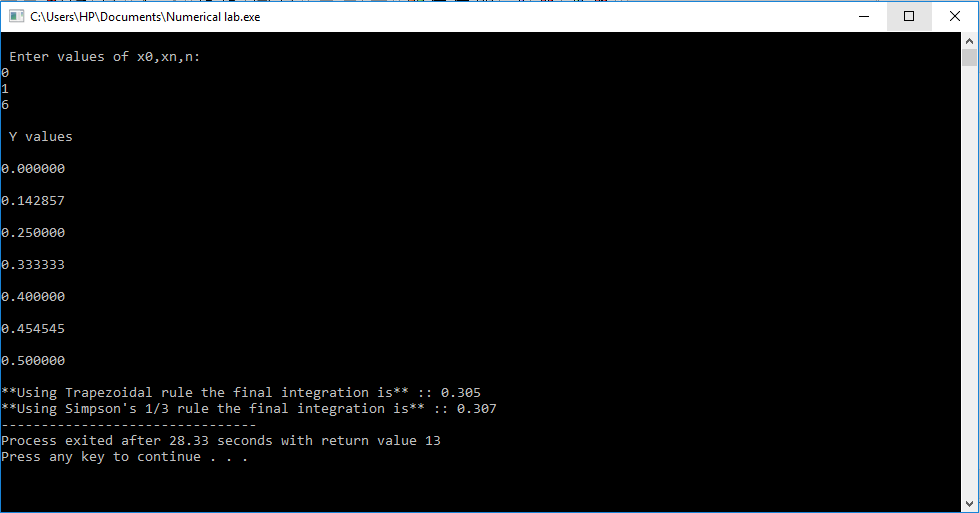 C:\Users\HP\Documents\Numerical lab.exe
Enter values of x0,xn,n:
0
1
6
Y values
0.000000
0.142857
0.250000
0.333333
0.400000
0.454545
0.500000
**Using Trapezoidal rule the final integration is** :: 0.305
**Using Simpson's 1/3 rule the final integration is** :: 0.307
--------------------------------
Process exited after 28.33 seconds with return value 13
Press any key to continue . . .